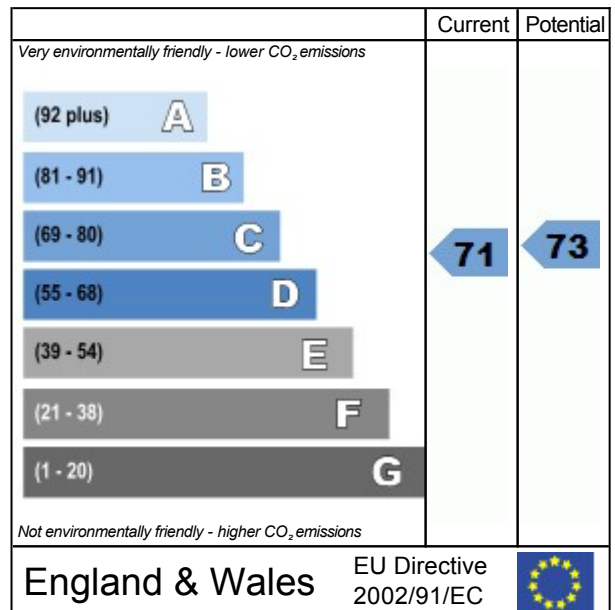 Current Potential
Very environmentally friendly - lower CO₂ emissions
(92 plus) A
(81 - 91) B
(69 - 80) C
71 73
(55 - 68) D
(39 - 54) E
(21 - 38) F
(1 - 20) G
Not environmentally friendly - higher CO₂ emissions
England & Wales
EU Directive
2002/91/EC